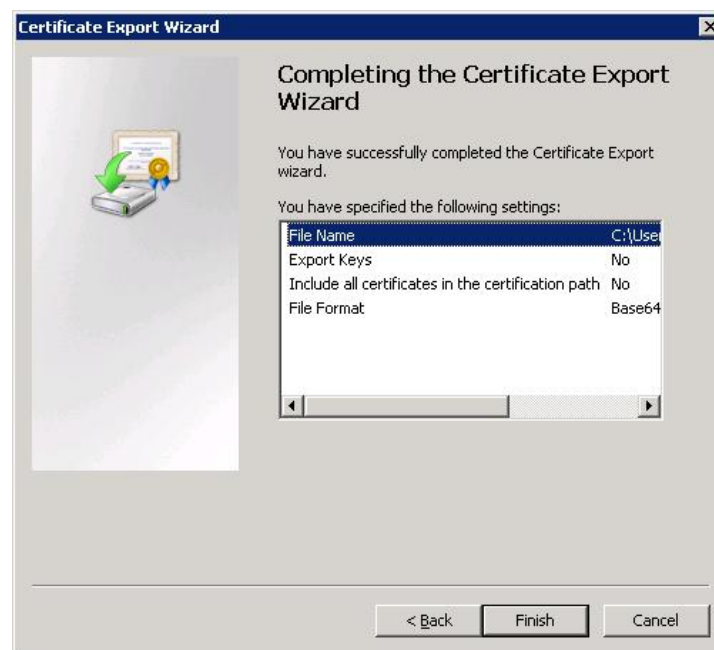 Certificate Export Wizard
Completing the Certificate Export
Wizard
You have successfully completed the Certificate Export
wizard.
You have specified the following settings:
File Name C:\User
Export Keys No
Include all certificates in the certification path No
File Format Base64
< Back Finish Cancel